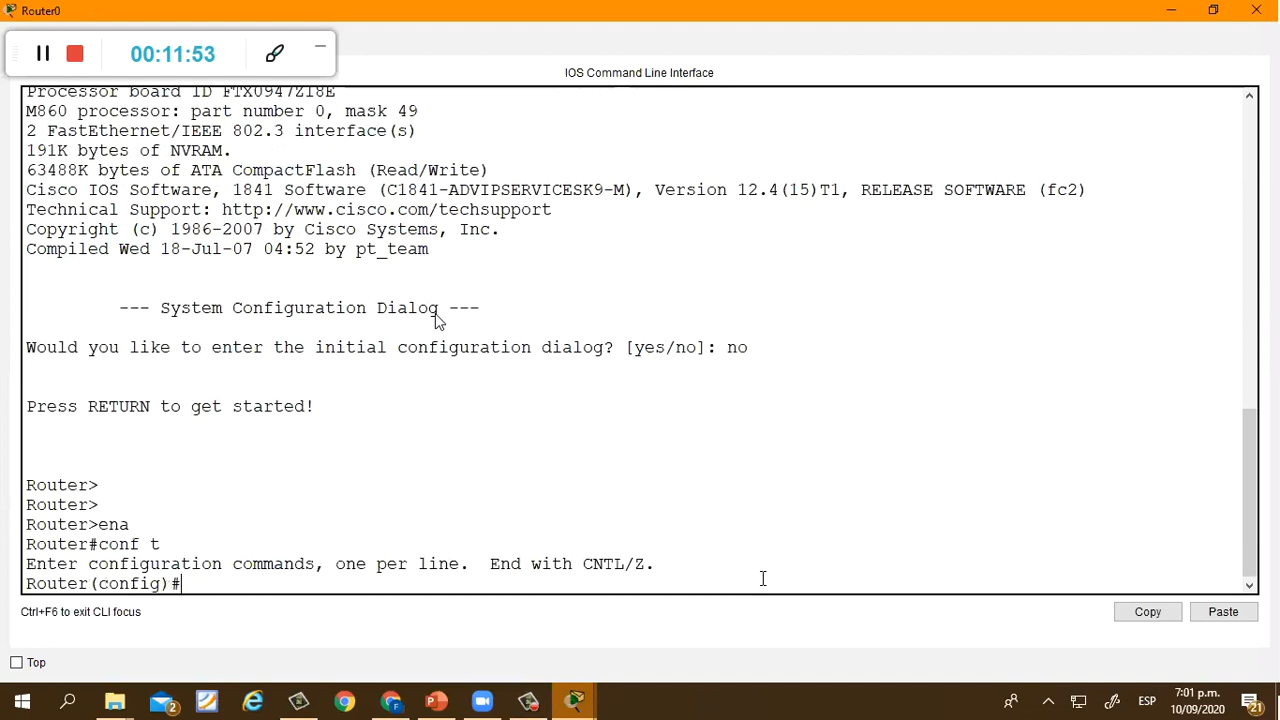 Router0
00:11:53
IOS Command Line Interface
Processor board ID FTX0947Z18E
M860 processor: part number 0, mask 49
2 FastEthernet/IEEE 802.3 interface(s)
191K bytes of NVRAM.
63488K bytes of ATA CompactFlash (Read/Write)
Cisco IOS Software, 1841 Software (C1841-ADVIPSERVICESK9-M), Version 12.4(15)T1, RELEASE SOFTWARE (fc2)
Technical Support: http://www.cisco.com/techsupport
Copyright (c) 1986-2007 by Cisco Systems, Inc.
Compiled Wed 18-Jul-07 04:52 by pt_team
--- System Configuration Dialog ---
Would you like to enter the initial configuration dialog? [yes/no]: no
Press RETURN to get started!
Router>
Router>
Router>ena
Router#conf t
Enter configuration commands, one per line.  End with CNTL/Z.
Router(config)#
Ctrl+F6 to exit CLI focus
Copy
Paste
Top
2
ESP
7:01 p.m.
10/09/2020
21